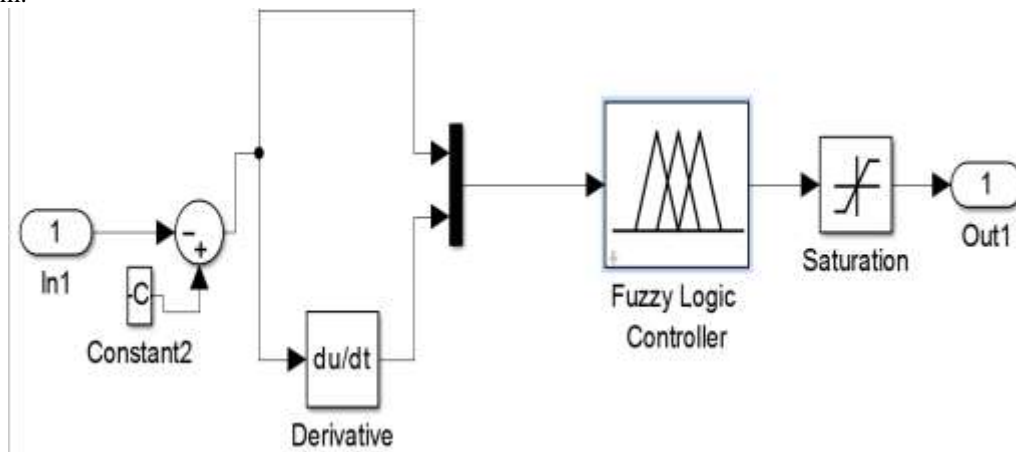 m.
1
In1
-C
Constant2
du/dt
Derivative
Fuzzy Logic
Controller
Saturation
1
Out1